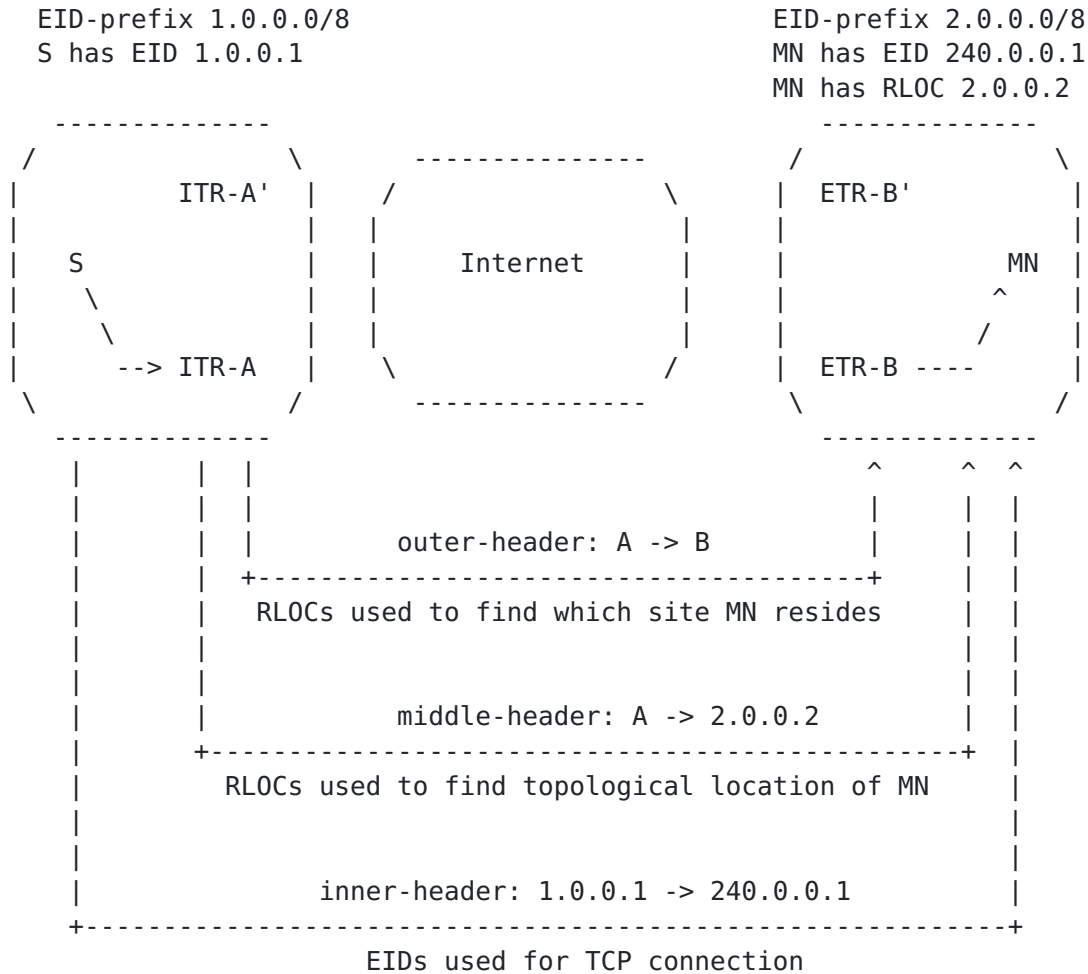 EID-prefix 1.0.0.0/8 EID-prefix 2.0.0.0/8
S has EID 1.0.0.1 MN has EID 240.0.0.1
MN has RLOC 2.0.0.2
ITR-A' ETR-B'
S Internet MN
--> ITR-A ETR-B ----
outer-header: A -> B
RLOCs used to find which site MN resides
middle-header: A -> 2.0.0.2
RLOCs used to find topological location of MN
inner-header: 1.0.0.1 -> 240.0.0.1
EIDs used for TCP connection